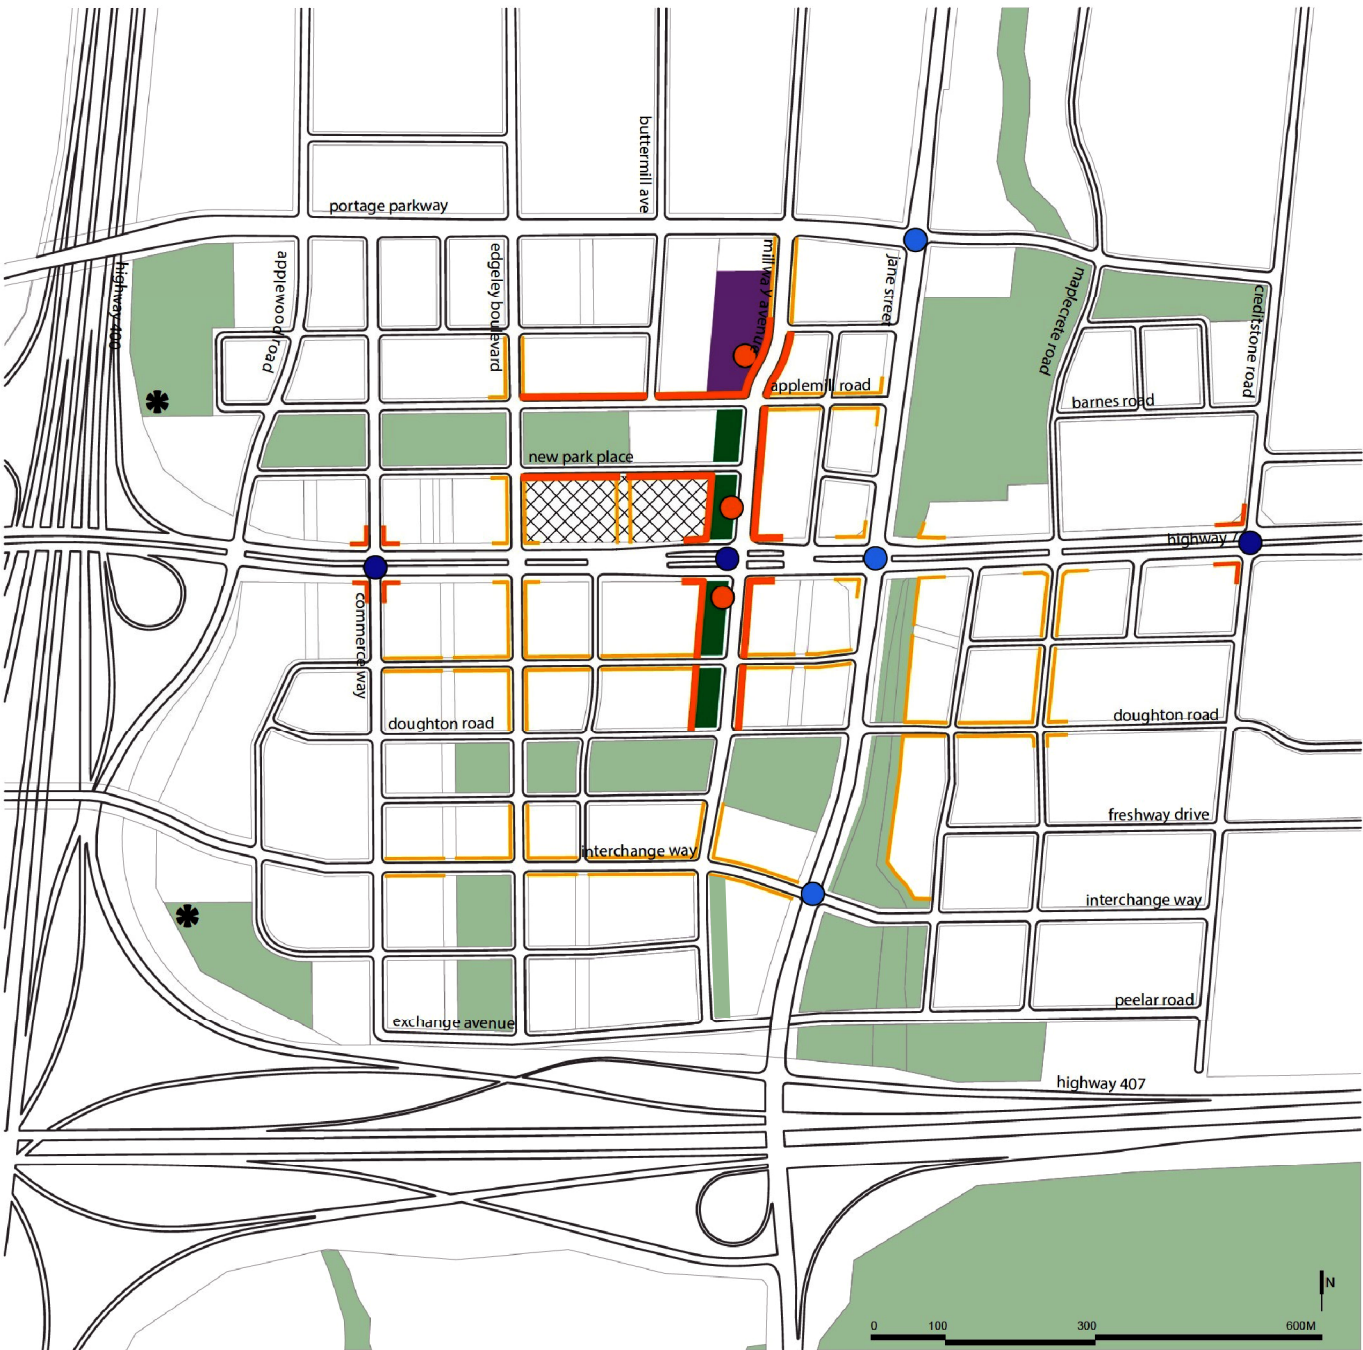 buttermill ave
portage parkway
highway 400
applewood road
edgeley boulevard
millway avenue
jane street
maplecrete road
creditstone road
applemill road
barnes road
new park place
highway 7
commerce way
doughton road
doughton road
freshway drive
interchange way
interchange way
peelar road
exchange avenue
highway 407
N
0 100 300 600M